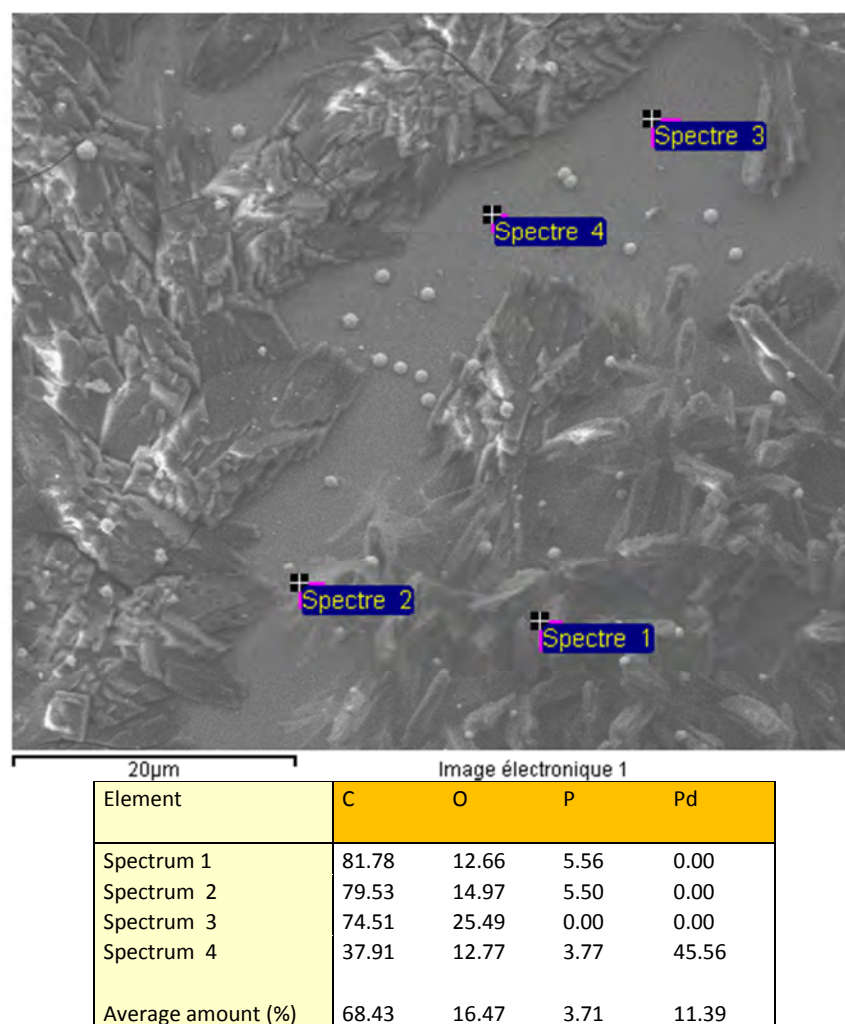 Spectre 3
Spectre 4
Spectre 2
Spectre 1
20µm Image électronique 1
Element C O P Pd
Spectrum 1 81.78 12.66 5.56 0.00
Spectrum 2 79.53 14.97 5.50 0.00
Spectrum 3 74.51 25.49 0.00 0.00
Spectrum 4 37.91 12.77 3.77 45.56
Average amount (%) 68.43 16.47 3.71 11.39